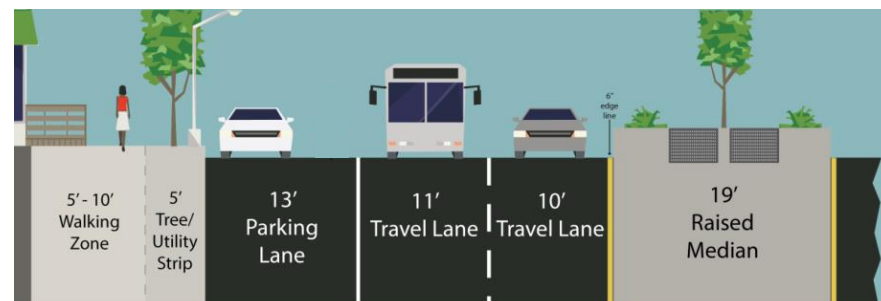 6"
edge
line
5’ - 10’
Walking
Zone
5’
Tree/
Utility
Strip
13’
Parking
Lane
11’
Travel Lane
10’
Travel Lane
19’
Raised
Median